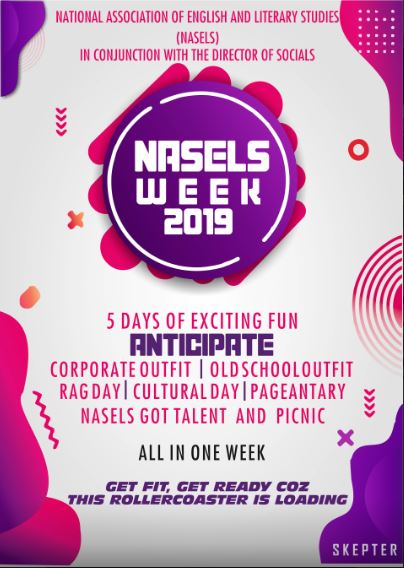 NATIONAL ASSOCIATION OF ENGLISH AND LITERARY STUDIES
(NASELS)
IN CONJUNCTION WITH THE DIRECTOR OF SOCIALS
NASELS
WEEK
2019
5 DAYS OF EXCITING FUN
ANTICIPATE
CORPORATE OUTFIT | OLDSCHOOL OUTFIT
RAG DAY | CULTURAL DAY | PAGEANTARY
NASELS GOT TALENT AND PICNIC
ALL IN ONE WEEK
GET FIT, GET READY COZ
THIS ROLLERCOASTER IS LOADING
SKEPTER